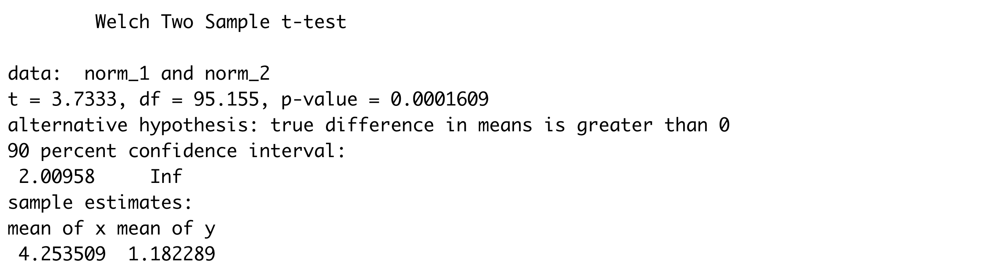 Welch Two Sample t-test
data:  norm_1 and norm_2
t = 3.7333, df = 95.155, p-value = 0.0001609
alternative hypothesis: true difference in means is greater than 0
90 percent confidence interval:
 2.00958     Inf
sample estimates:
mean of x mean of y
 4.253509  1.182289